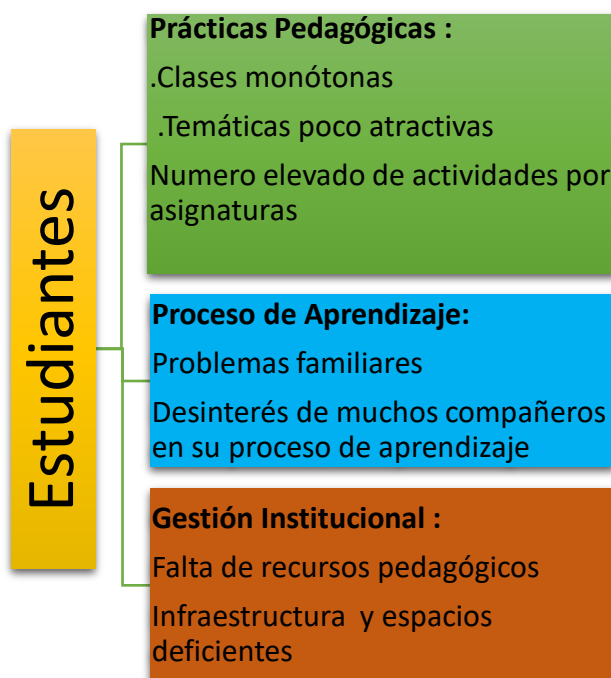 Estudiantes
Prácticas Pedagógicas :
.Clases monótonas
.Temáticas poco atractivas
Numero elevado de actividades por
asignaturas
Proceso de Aprendizaje:
Problemas familiares
Desinterés de muchos compañeros
en su proceso de aprendizaje
Gestión Institucional :
Falta de recursos pedagógicos
Infraestructura y espacios
deficientes